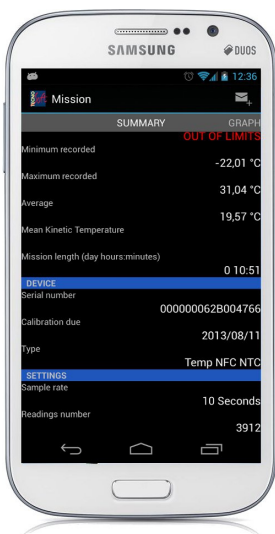 SAMSUNG
DUOS
12:36
Mission
SUMMARY
GRAPH
OUT OF LIMITS
Minimum recorded
-22,01 °C
Maximum recorded
31,04 °C
Average
19,57 °C
Mean Kinetic Temperature
Mission length (day hours:minutes)
0 10:51
DEVICE
Serial number
000000062B004766
Calibration due
2013/08/11
Type
Temp NFC NTC
SETTINGS
Sample rate
10 Seconds
Readings number
3912